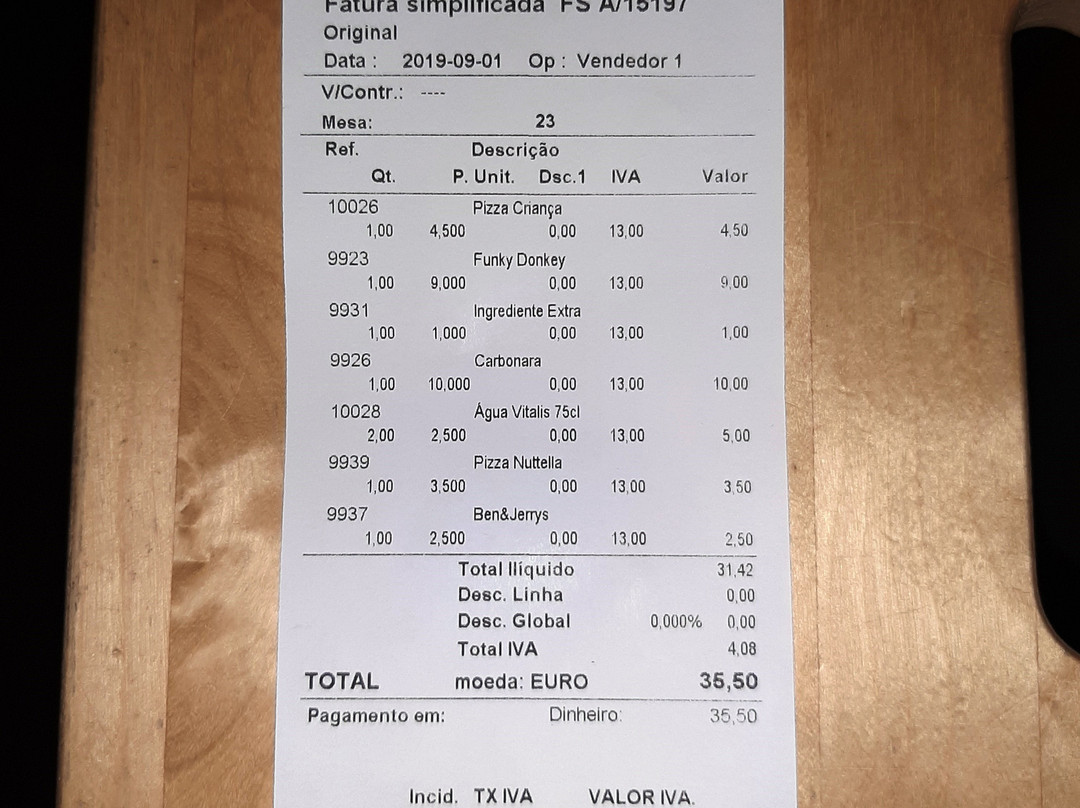 Fatura simplificada FS A/15197
Original
Data : 2019-09-01 Op : Vendedor 1
V/Contr.: ----
Mesa: 23
Ref. Descrição
Qt. P. Unit. Dsc.1 IVA Valor
10026 Pizza Criança
1,00 4,500 0,00 13,00 4,50
9923 Funky Donkey
1,00 9,000 0,00 13,00 9,00
9931 Ingrediente Extra
1,00 1,000 0,00 13,00 1,00
9926 Carbonara
1,00 10,000 0,00 13,00 10,00
10028 Água Vitalis 75cl
2,00 2,500 0,00 13,00 5,00
9939 Pizza Nuttella
1,00 3,500 0,00 13,00 3,50
9937 Ben&Jerrys
1,00 2,500 0,00 13,00 2,50
Total Ilíquido 31,42
Desc. Linha 0,00
Desc. Global 0,000% 0,00
Total IVA 4,08
TOTAL moeda: EURO 35,50
Pagamento em: Dinheiro: 35,50
Incid. TX IVA VALOR IVA.